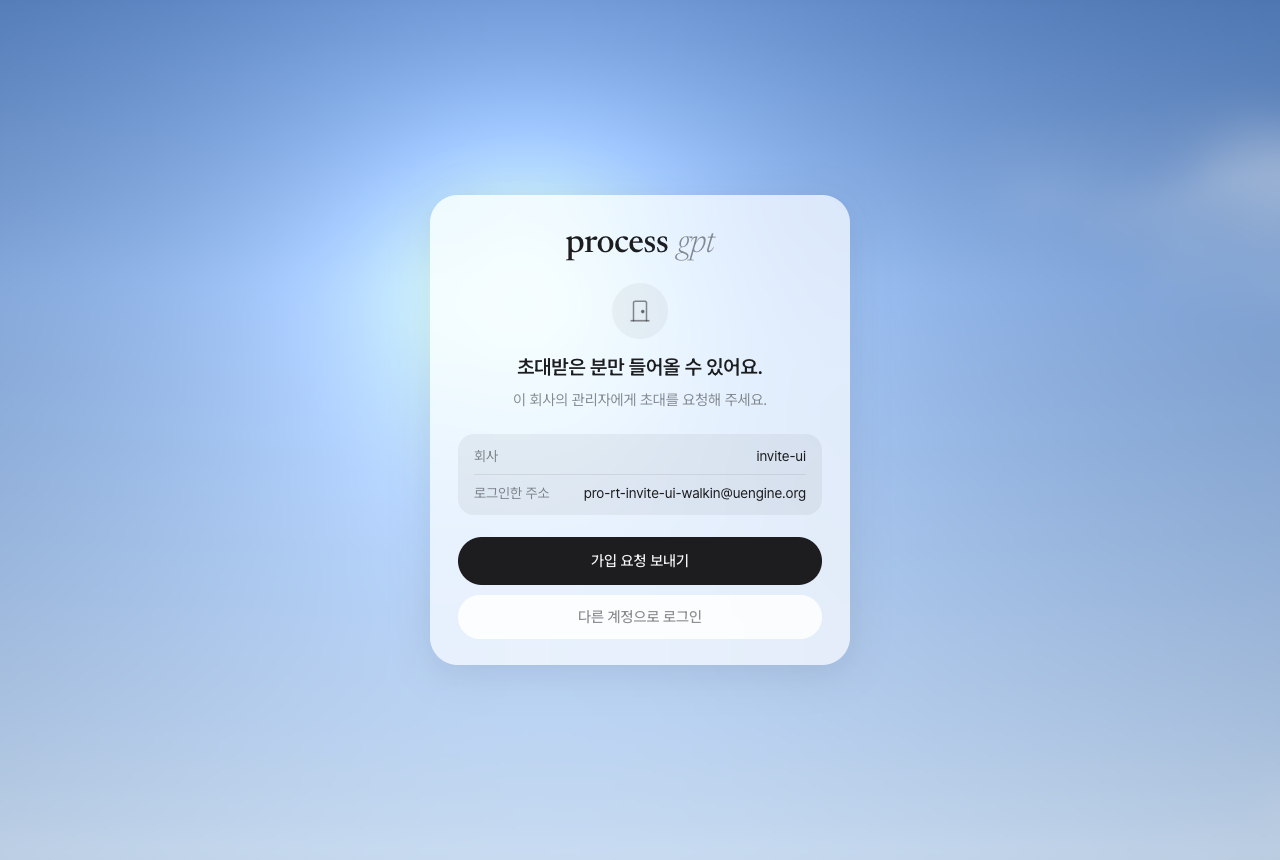 process gpt
초대받은 분만 들어올 수 있어요.
이 회사의 관리자에게 초대를 요청해 주세요.
회사 invite-ui
로그인한 주소 pro-rt-invite-ui-walkin@uengine.org
가입 요청 보내기
다른 계정으로 로그인